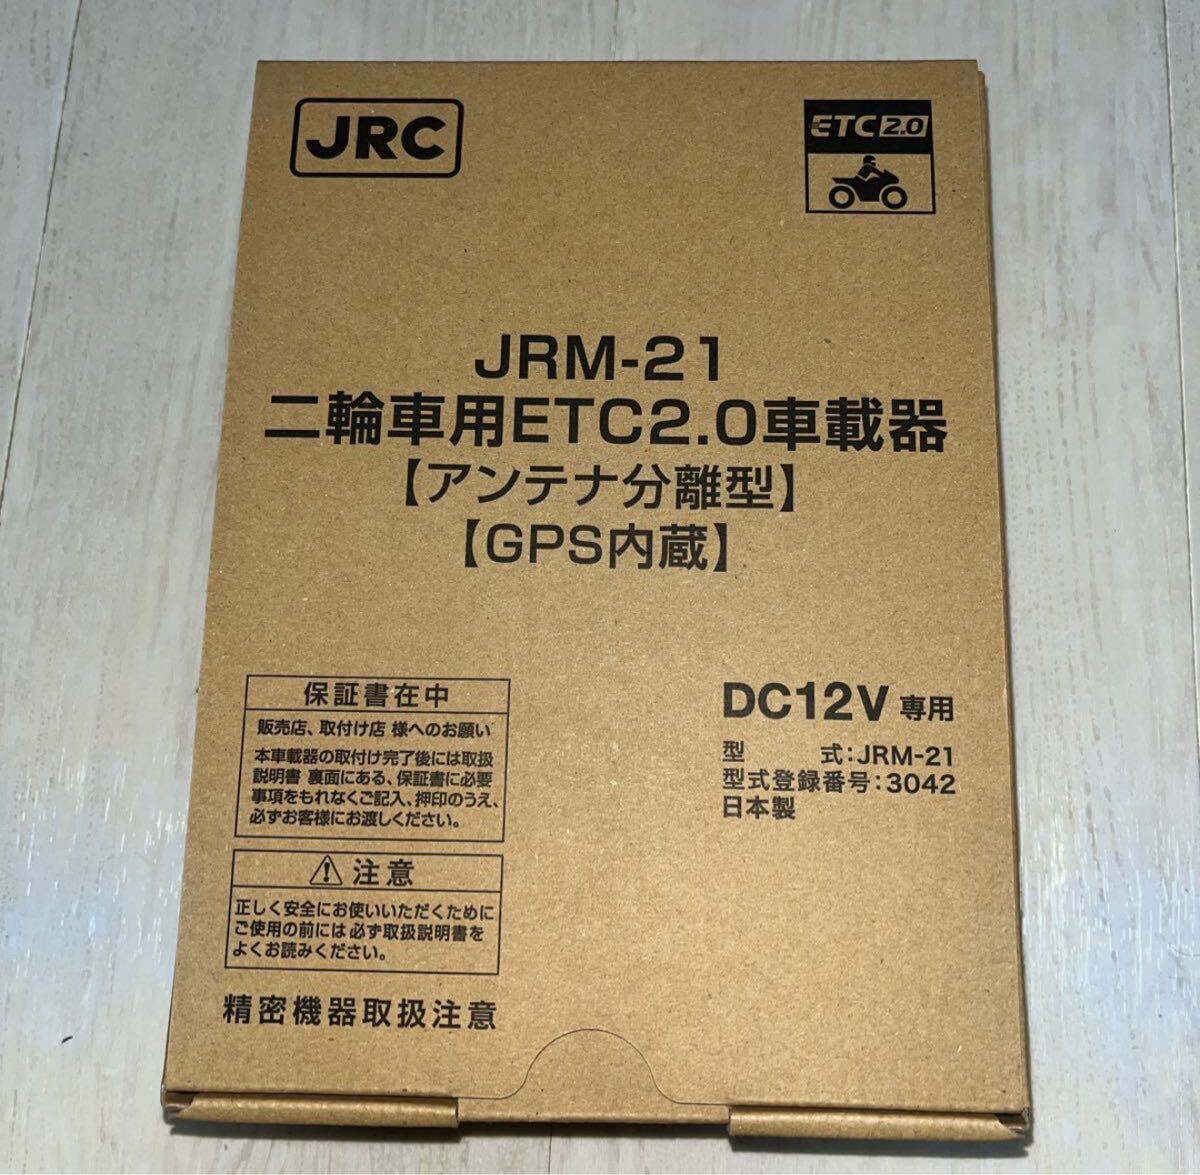 JRC
ETC2.0
JRM-21
二輪車用ETC2.0車載器
【アンテナ分離型】
【GPS内蔵】
保証書在中
販売店、取付け店 様へのお願い
本車載器の取付け完了後には取扱
説明書 裏面にある、保証書に必要
事項をもれなくご記入、押印のうえ、
必ずお客様にお渡しください。
注意
正しく安全にお使いいただくために
ご使用の前には 必ず取扱説明書を
よくお読みください。
精密機器取扱注意
DC12V 専用
型 式:JRM-21
型式登録番号:3042
日本製